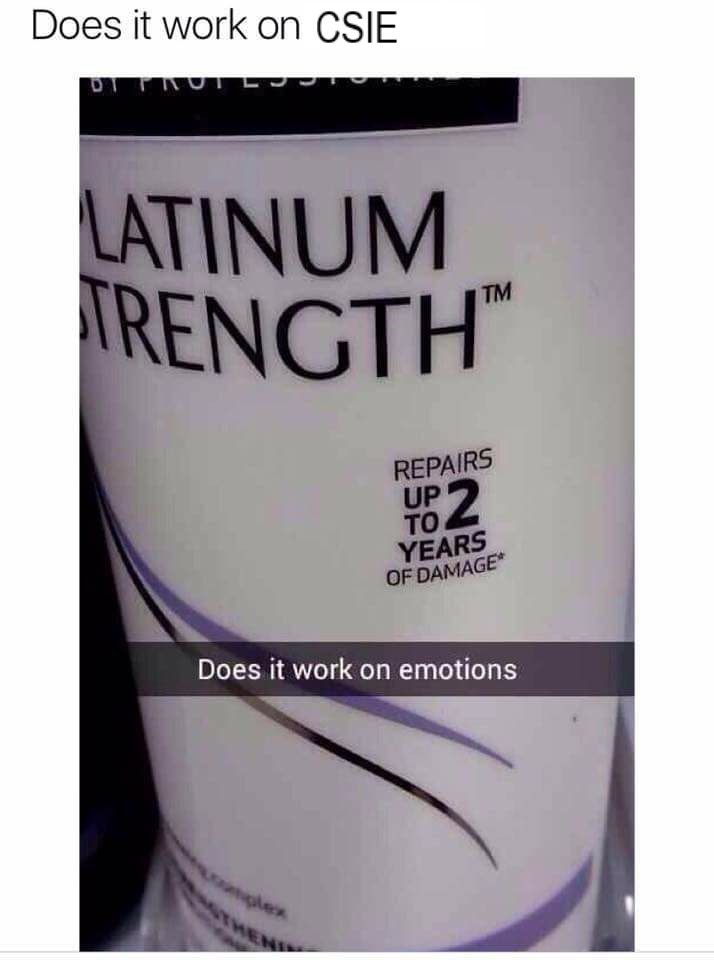 Does it work on CSIE
LATINUM
TRENGTH™
REPAIRS
UP
TO 2
YEARS
OF DAMAGE*
Does it work on emotions
complex